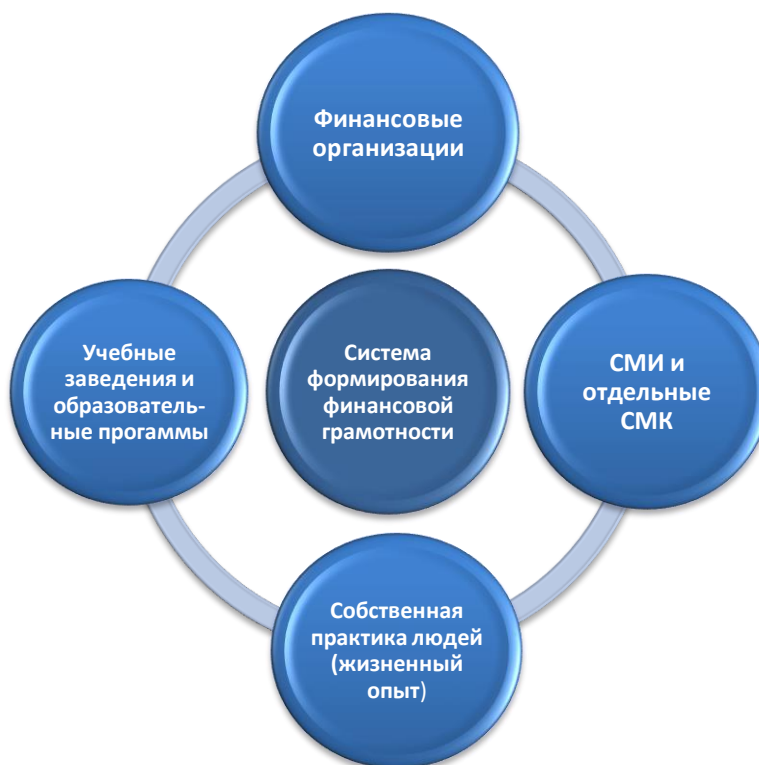 Финансовые
организации
Учебные
заведения и
образователь-
ные прогаммы
Система
формирования
финансовой
грамотности
СМИ и
отдельные
СМК
Собственная
практика людей
(жизненный
опыт)